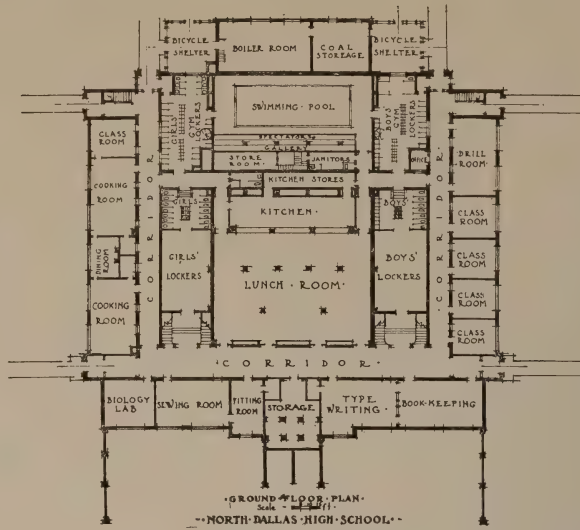 BICYCLE SHELTER
BOILER ROOM
COAL STOREAGE
BICYCLE SHELTER
GIRLS' GYM LOCKERS
SWIMMING · POOL
BOYS' GYM LOCKERS
SPECTATORS
GALLERY
STORE ROOM
JANITORS
OFFICE
CLASS ROOM
DRILL ROOM
KITCHEN STORES
COOKING ROOM
CORRIDOR
CORRIDOR
GIRLS'
KITCHEN
BOYS'
CLASS ROOM
DINING ROOM
GIRLS' LOCKERS
LUNCH · ROOM
BOYS' LOCKERS
CLASS ROOM
COOKING ROOM
CLASS ROOM
CLASS ROOM
· CORRIDOR ·
BIOLOGY LAB
SEWING ROOM
FITTING ROOM
STORAGE
TYPE WRITING ·
BOOK-KEEPING
· GROUND FLOOR · PLAN ·
Scale
· NORTH · DALLAS · HIGH · SCHOOL ·